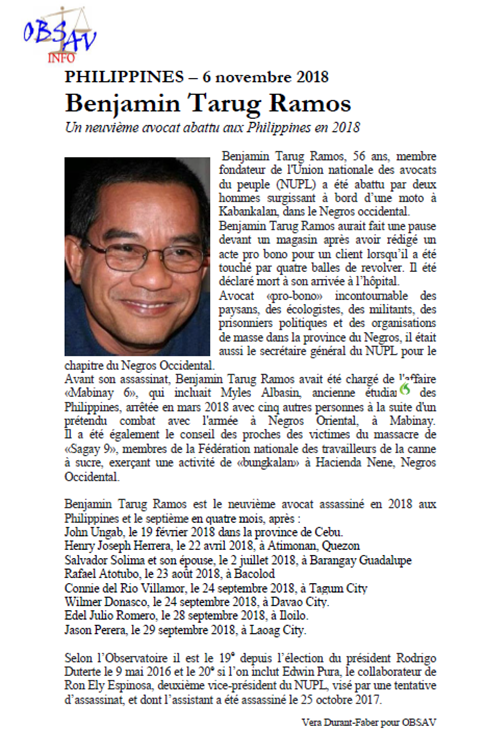 OBSAV
INFO
PHILIPPINES – 6 novembre 2018
Benjamin Tarug Ramos
Un neuvième avocat abattu aux Philippines en 2018
Benjamin Tarug Ramos, 56 ans, membre
fondateur de l'Union nationale des avocats
du peuple (NUPL) a été abattu par deux
hommes surgissant à bord d'une moto à
Kabankalan, dans le Negros occidental.
Benjamin Tarug Ramos aurait fait une pause
devant un magasin après avoir rédigé un
acte pro bono pour un client lorsqu'il a été
touché par quatre balles de revolver. Il été
déclaré mort à son arrivée à l'hôpital.
Avocat «pro-bono» incontournable des
paysans, des écologistes, des militants, des
prisonniers politiques et des organisations
de masse dans la province du Negros, il était
aussi le secrétaire général du NUPL pour le
chapitre du Negros Occidental.
Avant son assassinat, Benjamin Tarug Ramos avait été chargé de l'affaire
«Mabinay 6», qui incluait Myles Albasin, ancienne des
Philippines, arrêtée en mars 2018 avec cinq autres personnes à la suite d'un
prétendu combat avec l'armée à Negros Oriental, à Mabinay.
Il a été également le conseil des proches des victimes du massacre de
«Sagay 9», membres de la Fédération nationale des travailleurs de la canne
à sucre, exerçant une activité de «bungkalan» à Hacienda Nene, Negros
Occidental.
Benjamin Tarug Ramos est le neuvième avocat assassiné en 2018 aux
Philippines et le septième en quatre mois, après :
John Ungab, le 19 février 2018 dans la province de Cebu.
Henry Joseph Herrera, le 22 avril 2018, à Atimonan, Quezon
Salvador Solima et son épouse, le 2 juillet 2018, à Barangay Guadalupe
Rafael Atotubo, le 23 août 2018, à Bacolod
Connie del Rio Villamor, le 24 septembre 2018, à Tagum City
Wilmer Donasco, le 24 septembre 2018, à Davao City.
Edel Julio Romero, le 28 septembre 2018, à Iloilo.
Jason Perera, le 29 septembre 2018, à Laoag City.
Selon l'Observatoire il est le 19e depuis l'élection du président Rodrigo
Duterte le 9 mai 2016 et le 20e si l'on inclut Edwin Pura, le collaborateur de
Ron Ely Espinosa, deuxième vice-président du NUPL, visé par une tentative
d'assassinat, et dont l'assistant a été assassiné le 25 octobre 2017.
Vera Durant-Faber pour OBSAV